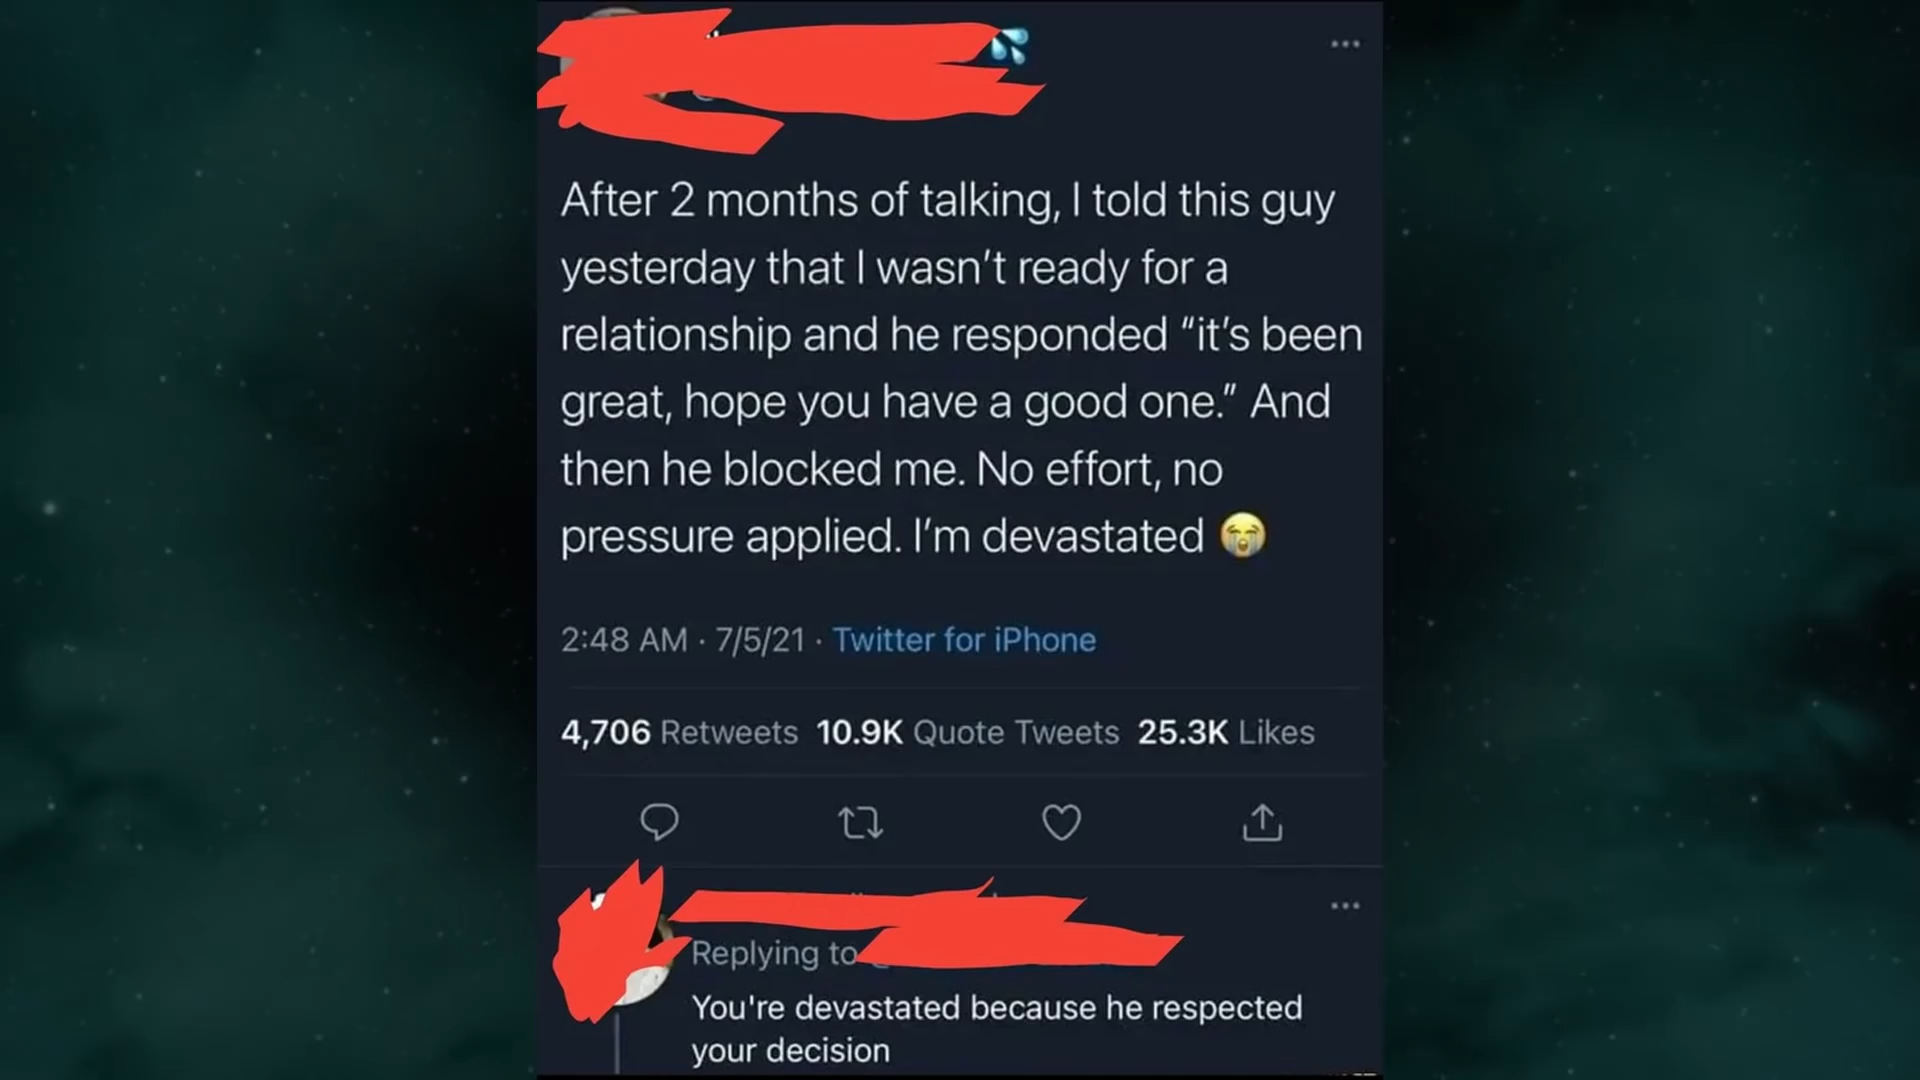 After 2 months of talking, I told this guy
yesterday that I wasn't ready for a
relationship and he responded “it's been
great, hope you have a good one.” And
then he blocked me. No effort, no
pressure applied. I'm devastated 😭
2:48 AM · 7/5/21 · Twitter for iPhone
4,706 Retweets 10.9K Quote Tweets 25.3K Likes
Replying to
You're devastated because he respected
your decision